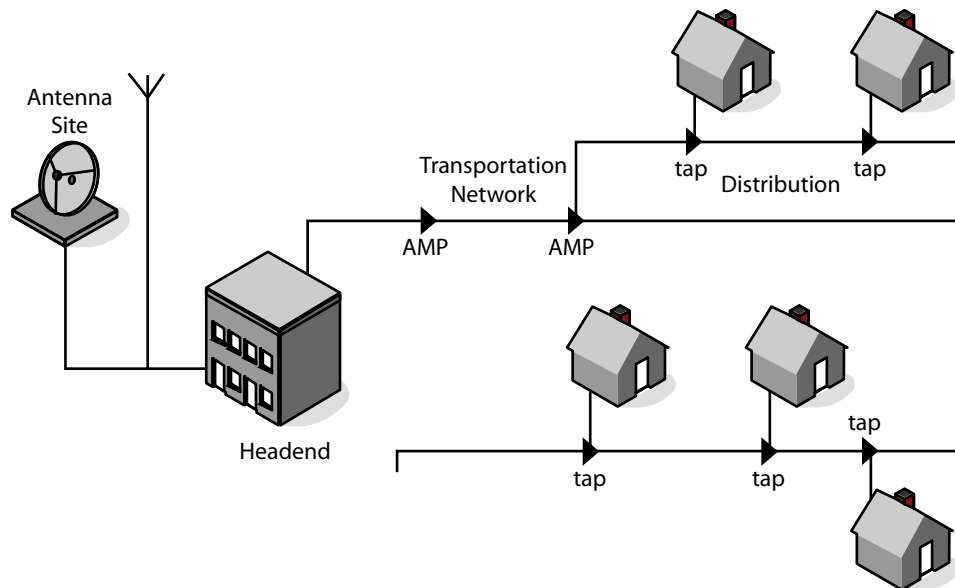 Antenna
Site
Transportation
Network
tap
Distribution
tap
AMP
AMP
Headend
tap
tap
tap